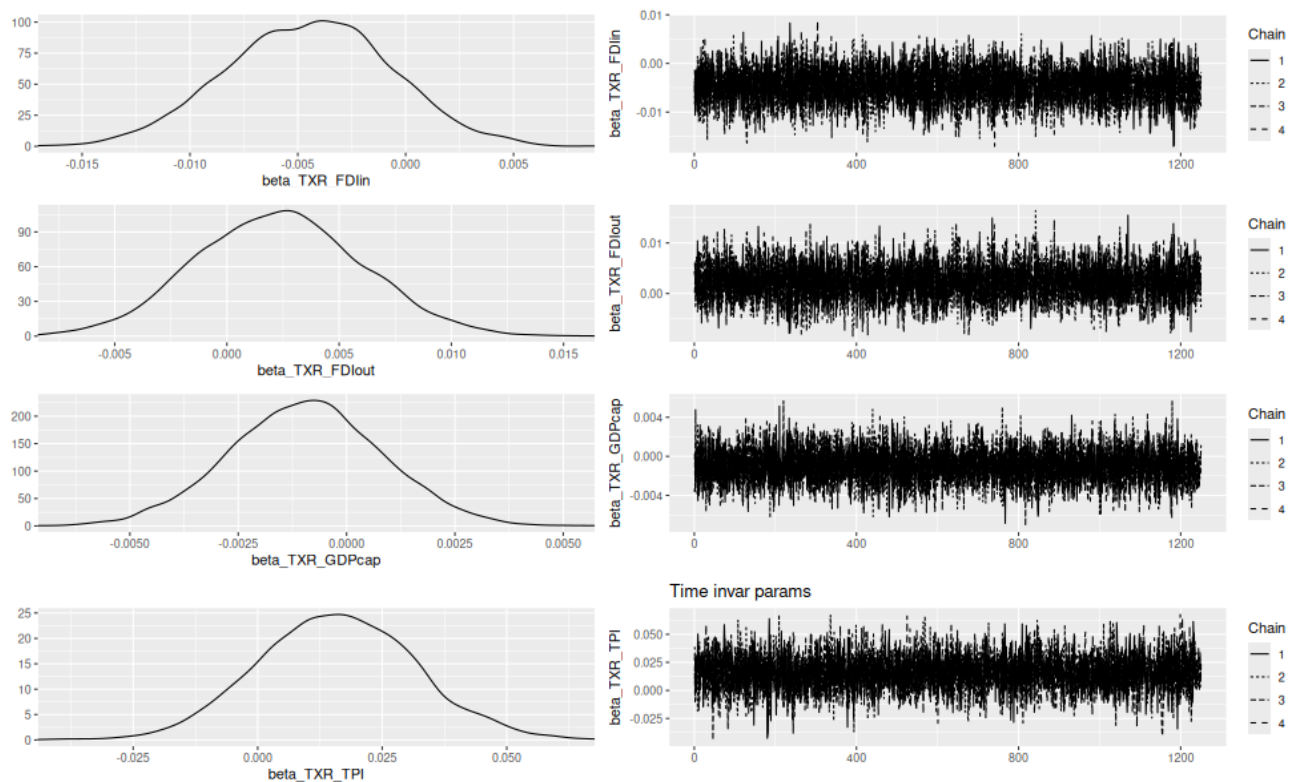 100
75
50
25
0
-0.015 -0.010 -0.005 0.000 0.005
beta_TXR_FDIin
0.01
0.00
-0.01
beta_TXR_FDIin
0 400 800 1200
Chain
1
2
3
4
90
60
30
0
-0.005 0.000 0.005 0.010 0.015
beta_TXR_FDIout
0.01
0.00
beta_TXR_FDIout
0 400 800 1200
Chain
1
2
3
4
200
150
100
50
0
-0.0050 -0.0025 0.0000 0.0025 0.0050
beta_TXR_GDPcap
0.004
0.000
-0.004
beta_TXR_GDPcap
0 400 800 1200
Chain
1
2
3
4
25
20
15
10
5
0
-0.025 0.000 0.025 0.050
beta_TXR_TPI
Time invar params
0.050
0.025
0.000
-0.025
beta_TXR_TPI
0 400 800 1200
Chain
1
2
3
4